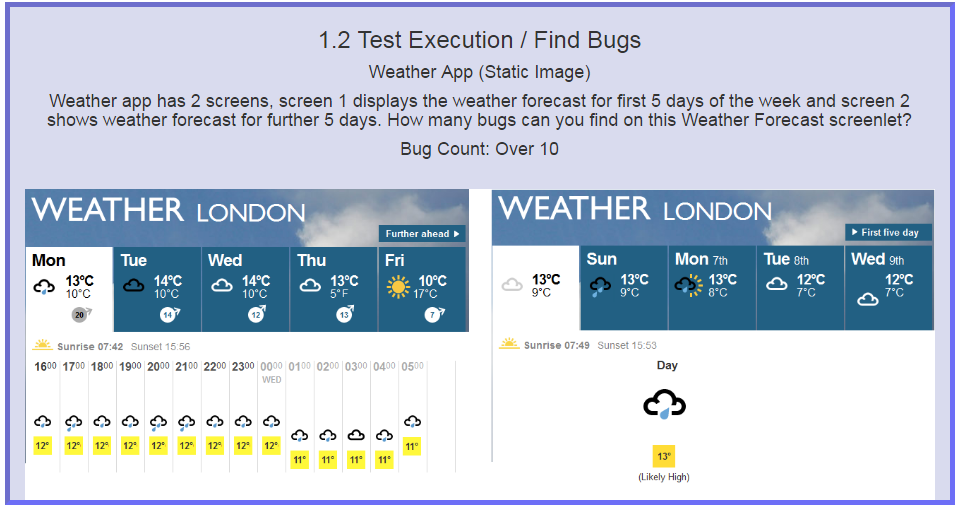 1.2 Test Execution / Find Bugs
Weather App (Static Image)
Weather app has 2 screens, screen 1 displays the weather forecast for first 5 days of the week and screen 2
shows weather forecast for further 5 days. How many bugs can you find on this Weather Forecast screenlet?
Bug Count: Over 10
WEATHER LONDON
Further ahead
Mon
13°C
10°C
20
Tue
14°C
10°C
14
Wed
14°C
10°C
12
Thu
13°C
5°F
13
Fri
10°C
17°C
7
Sunrise 07:42 Sunset 15:56
1600 1700 1800 1900 2000 2100 2200 2300 0000 0100 0200 0300 0400 0500
WED
12° 12° 12° 12° 12° 12° 12° 12° 12° 11° 11° 11° 11° 11°
WEATHER LONDON
First five day
13°C
9°C
Sun
13°C
9°C
Mon 7th
13°C
8°C
Tue 8th
12°C
7°C
Wed 9th
12°C
7°C
Sunrise 07:49 Sunset 15:53
Day
13°
(Likely High)